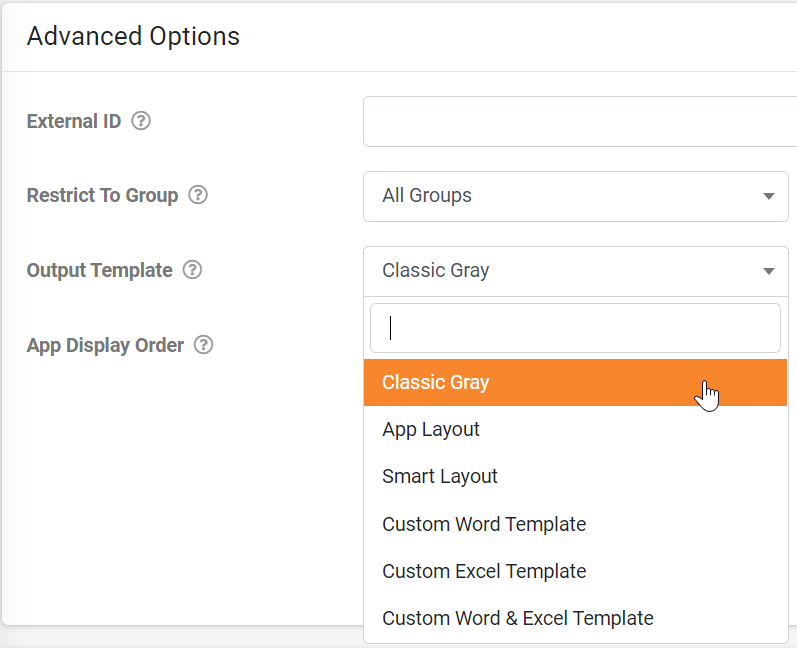 Advanced Options
External ID
Restrict To Group
All Groups
Output Template
Classic Gray
App Display Order
Classic Gray
App Layout
Smart Layout
Custom Word Template
Custom Excel Template
Custom Word & Excel Template